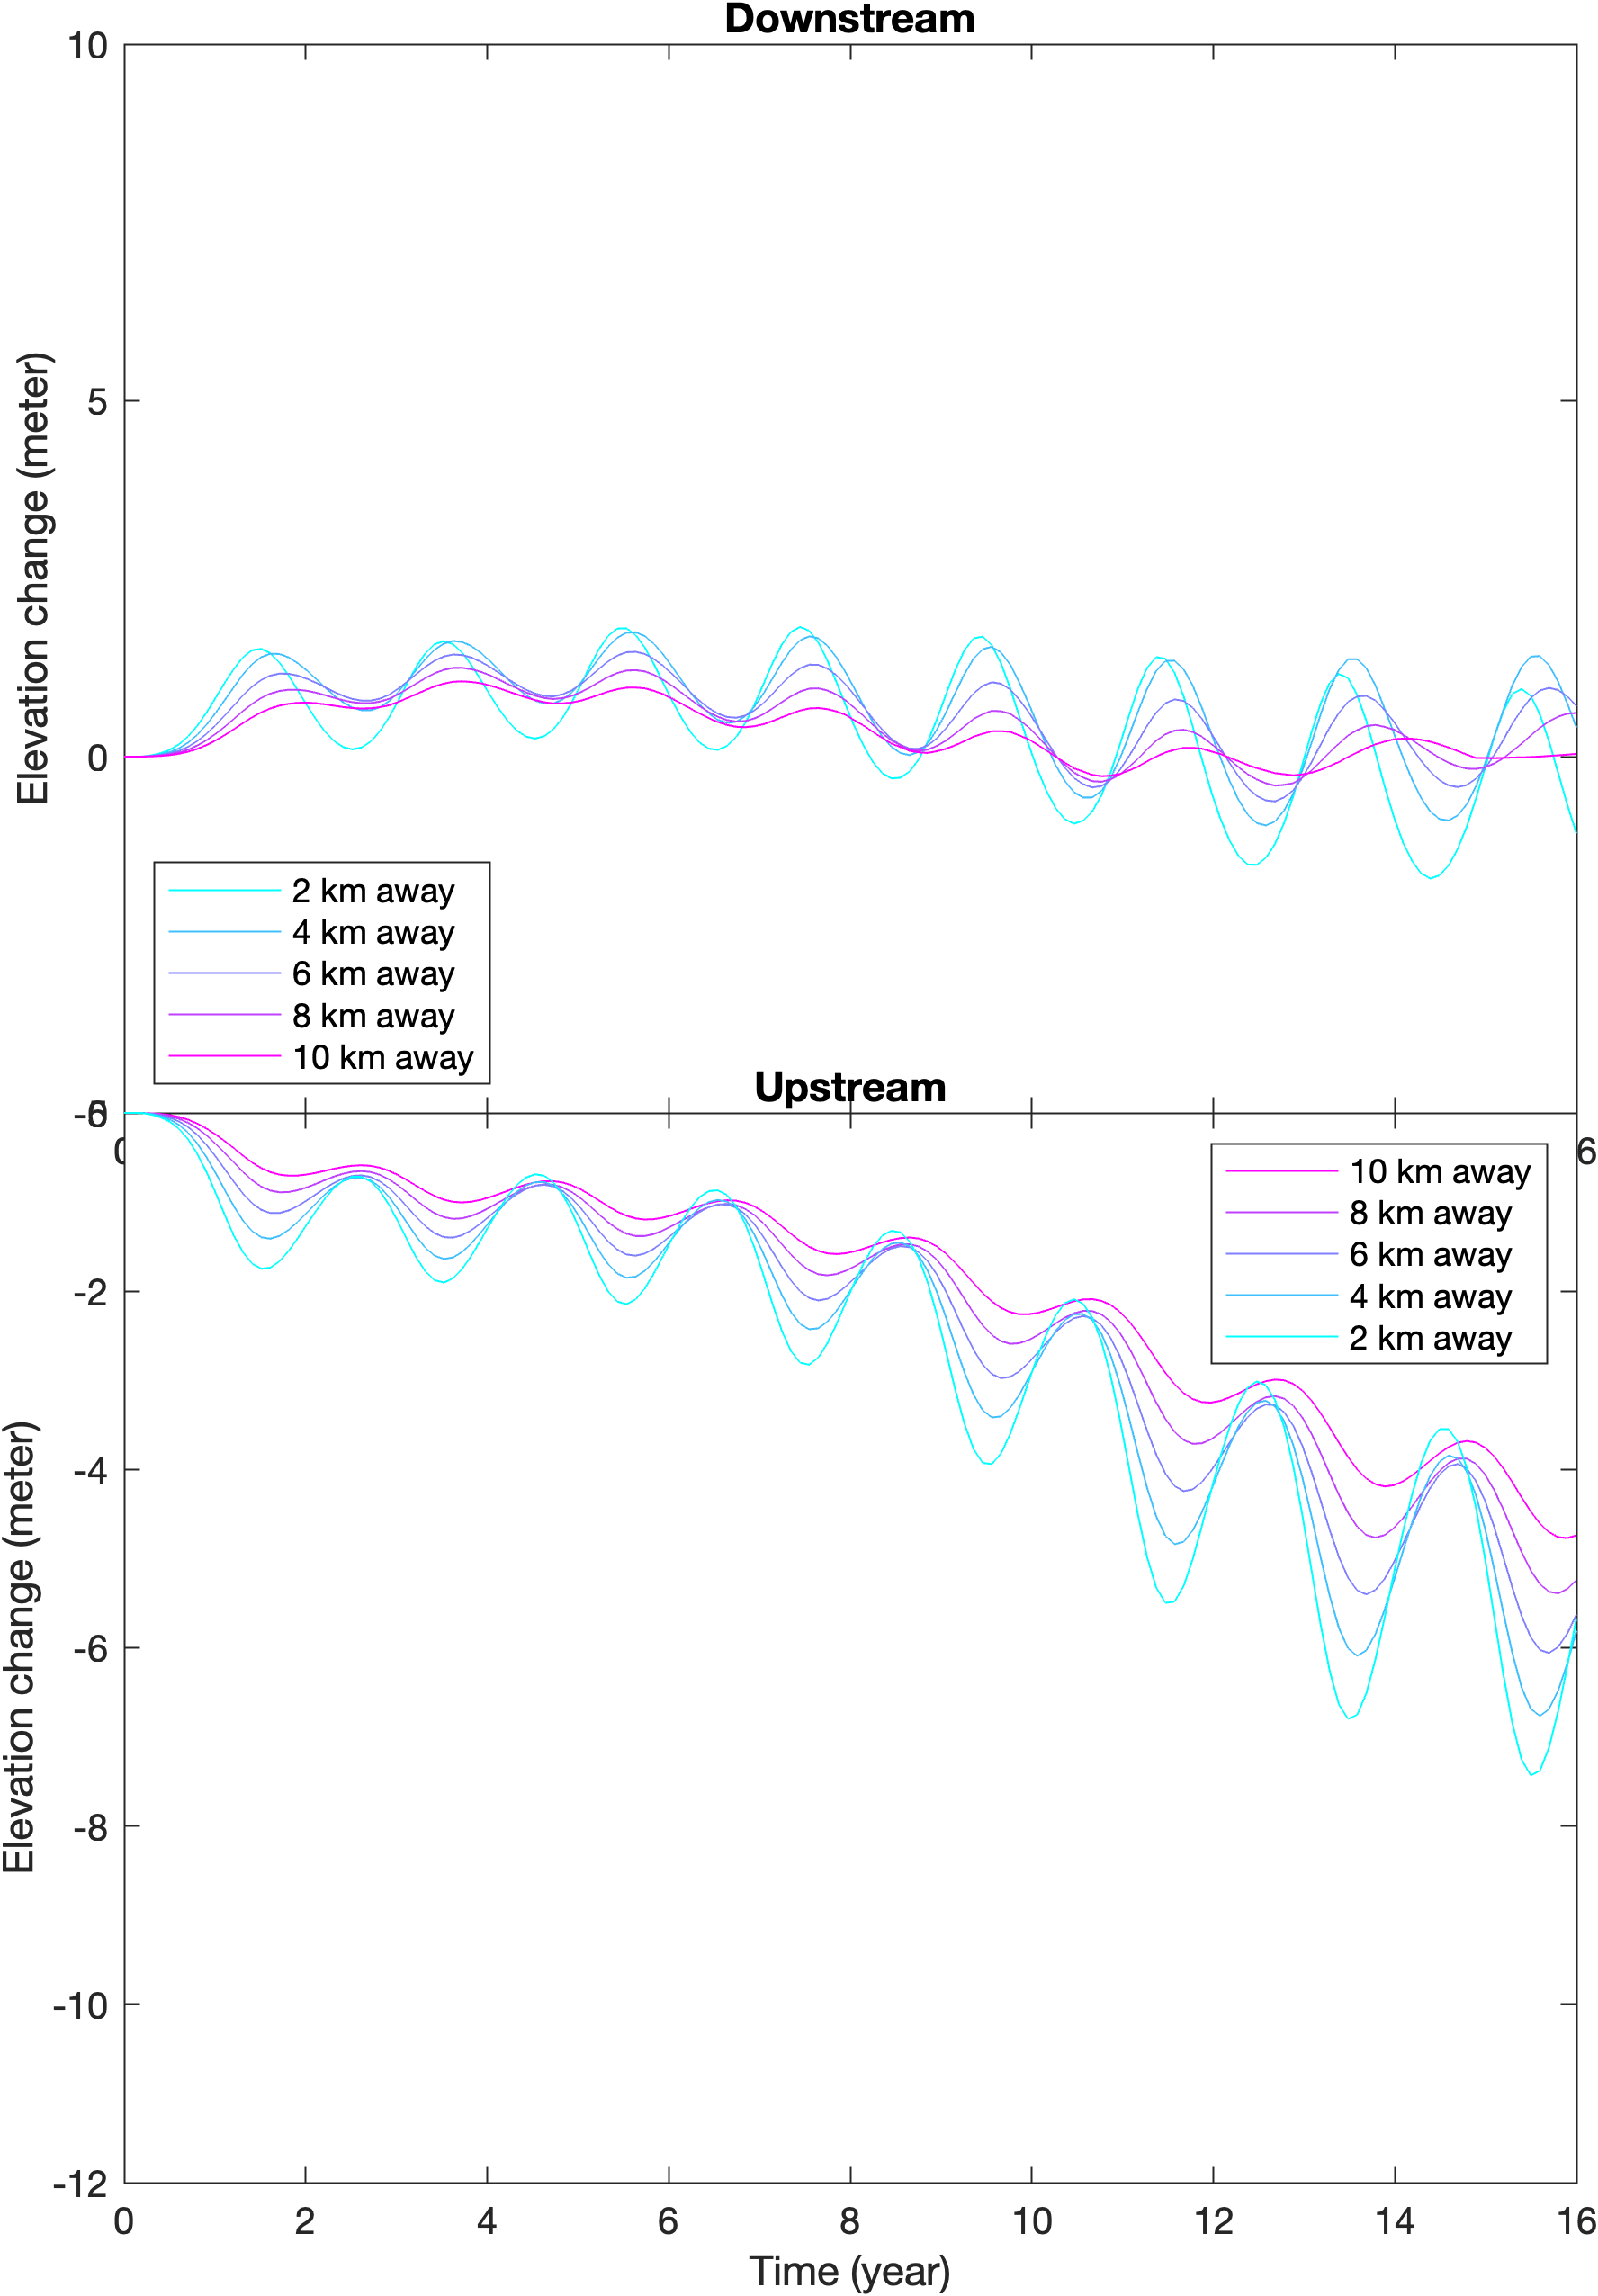 Downstream
10
5
0
Elevation change (meter)
2 km away
4 km away
6 km away
8 km away
10 km away
Upstream
6
10 km away
8 km away
6 km away
4 km away
2 km away
-2
-4
-6
-8
-10
-12
Elevation change (meter)
0 2 4 6 8 10 12 14 16
Time (year)